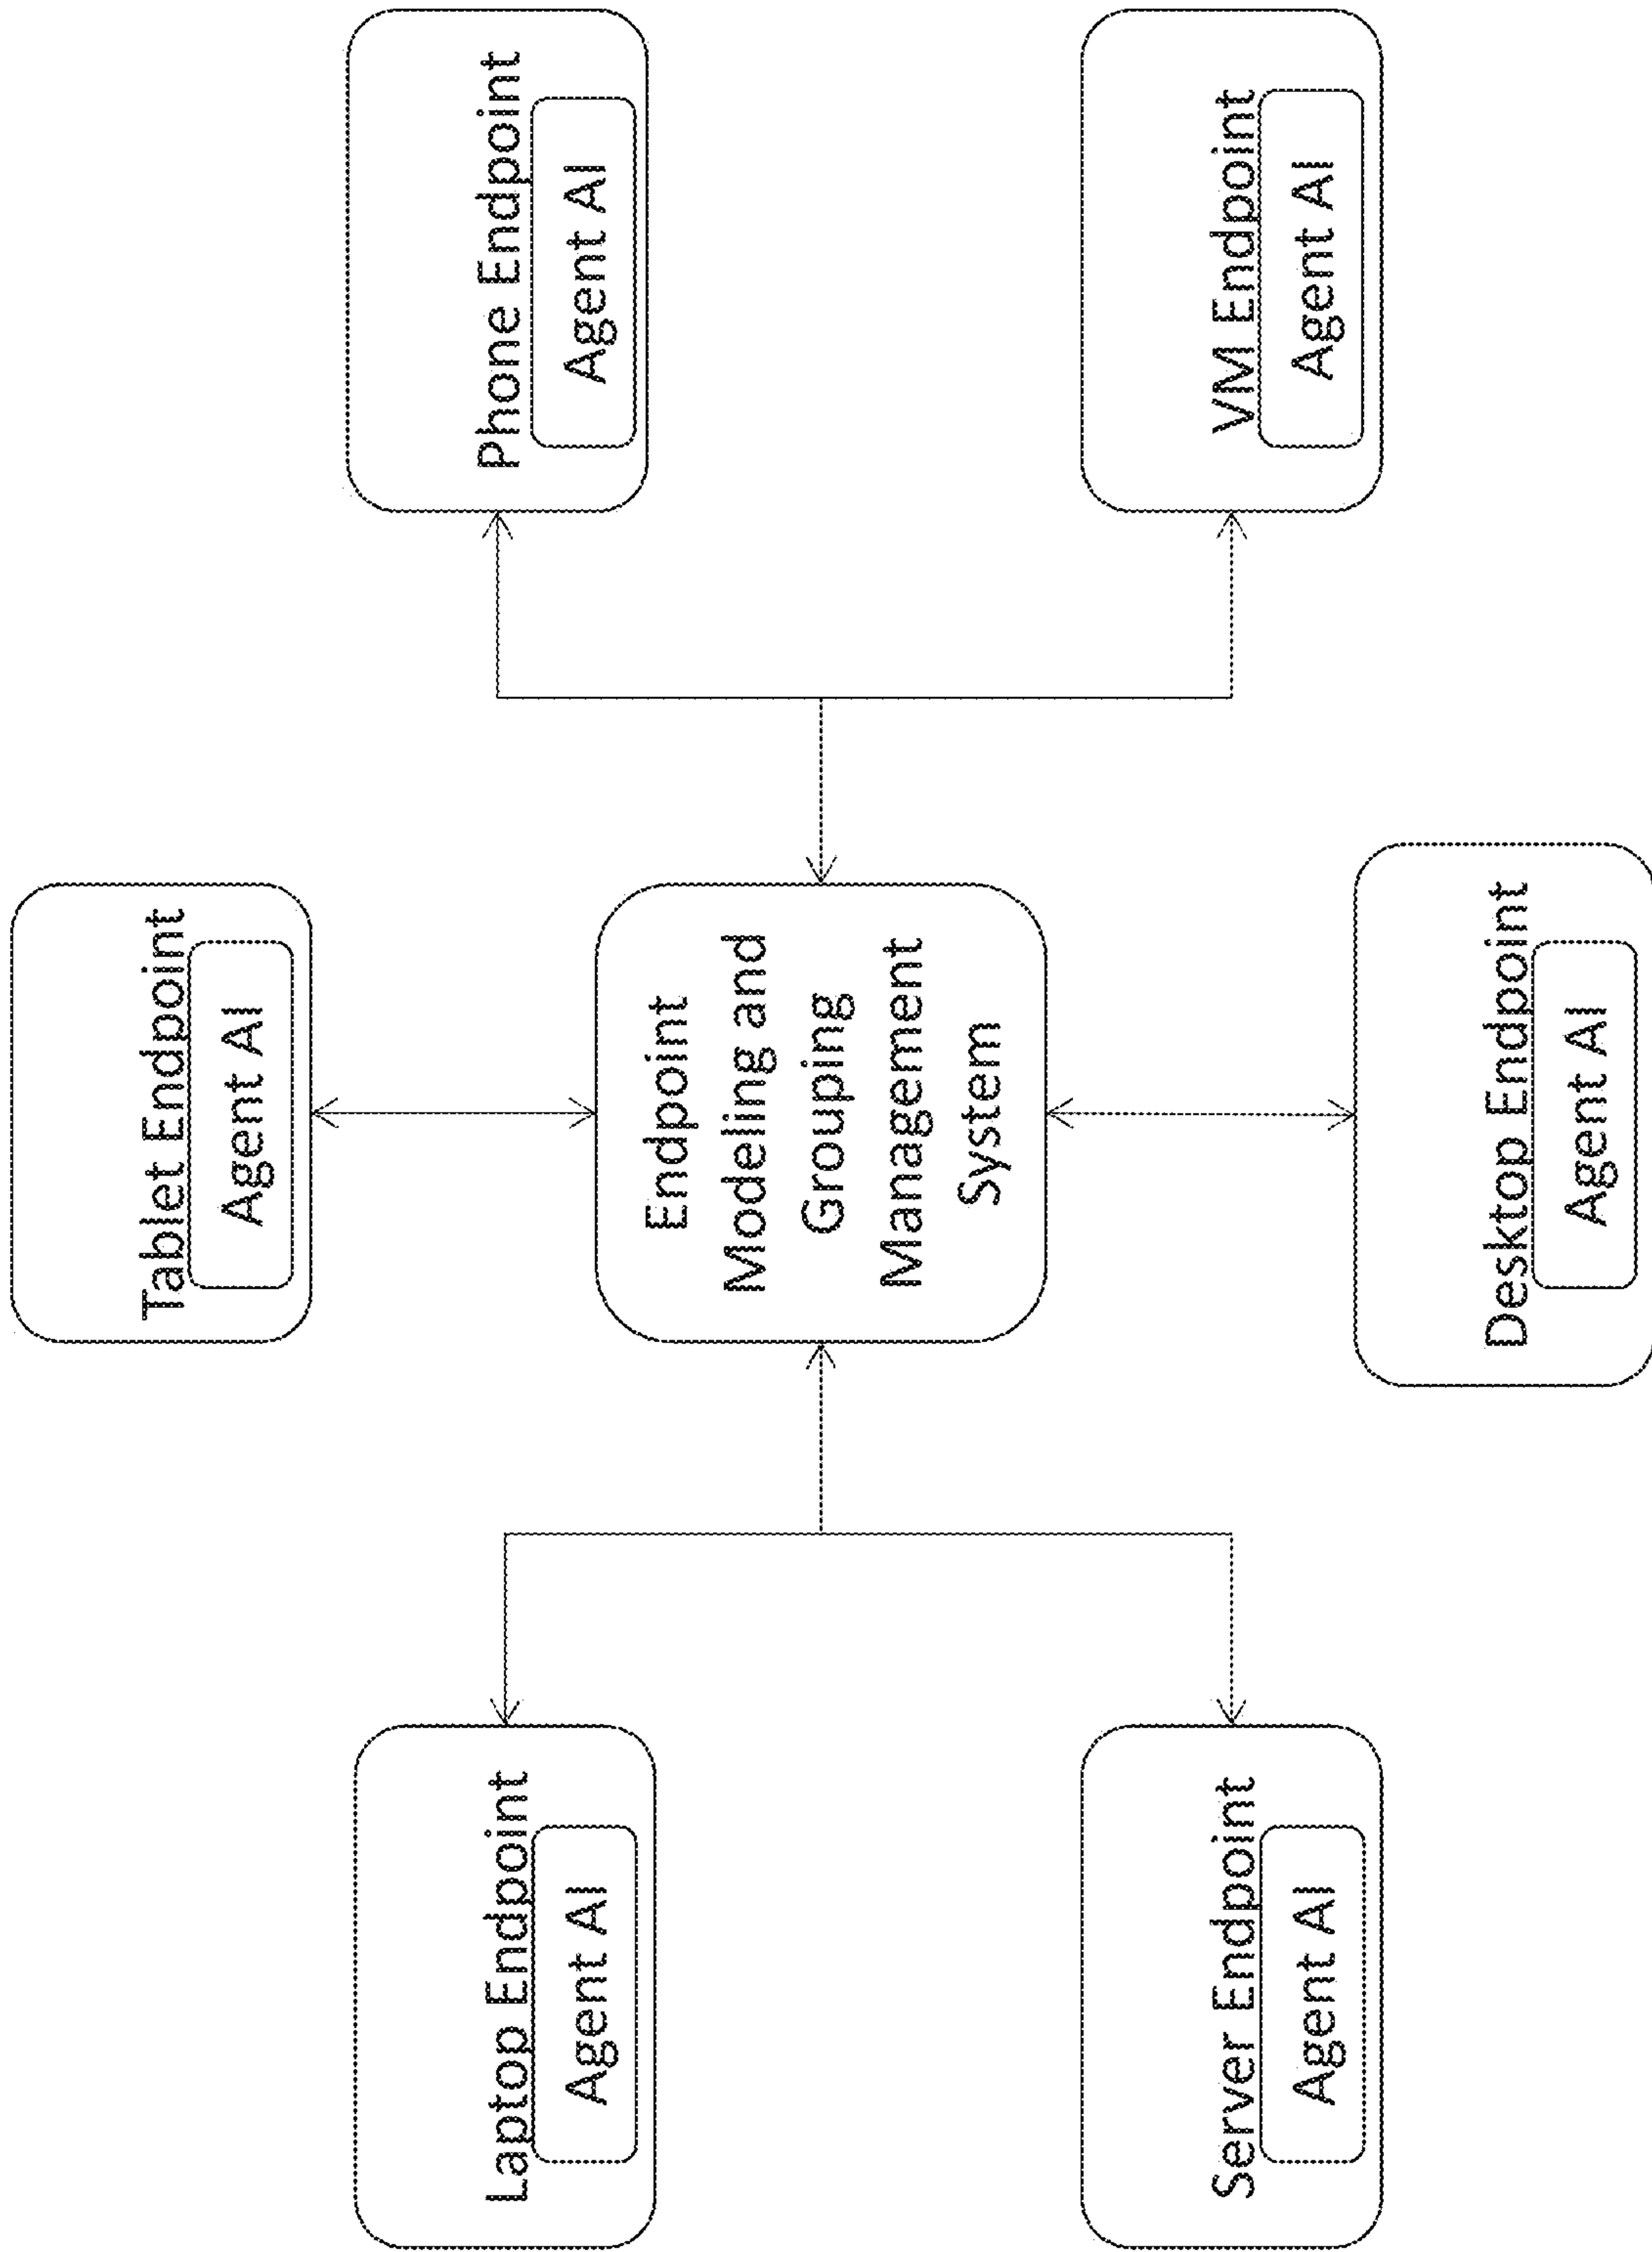 Tablet Endpoint
Agent AI
Laptop Endpoint
Agent AI
Phone Endpoint
Agent AI
Endpoint
Modeling and
Grouping
Management
System
Server Endpoint
Agent AI
VM Endpoint
Agent AI
Desktop Endpoint
Agent AI